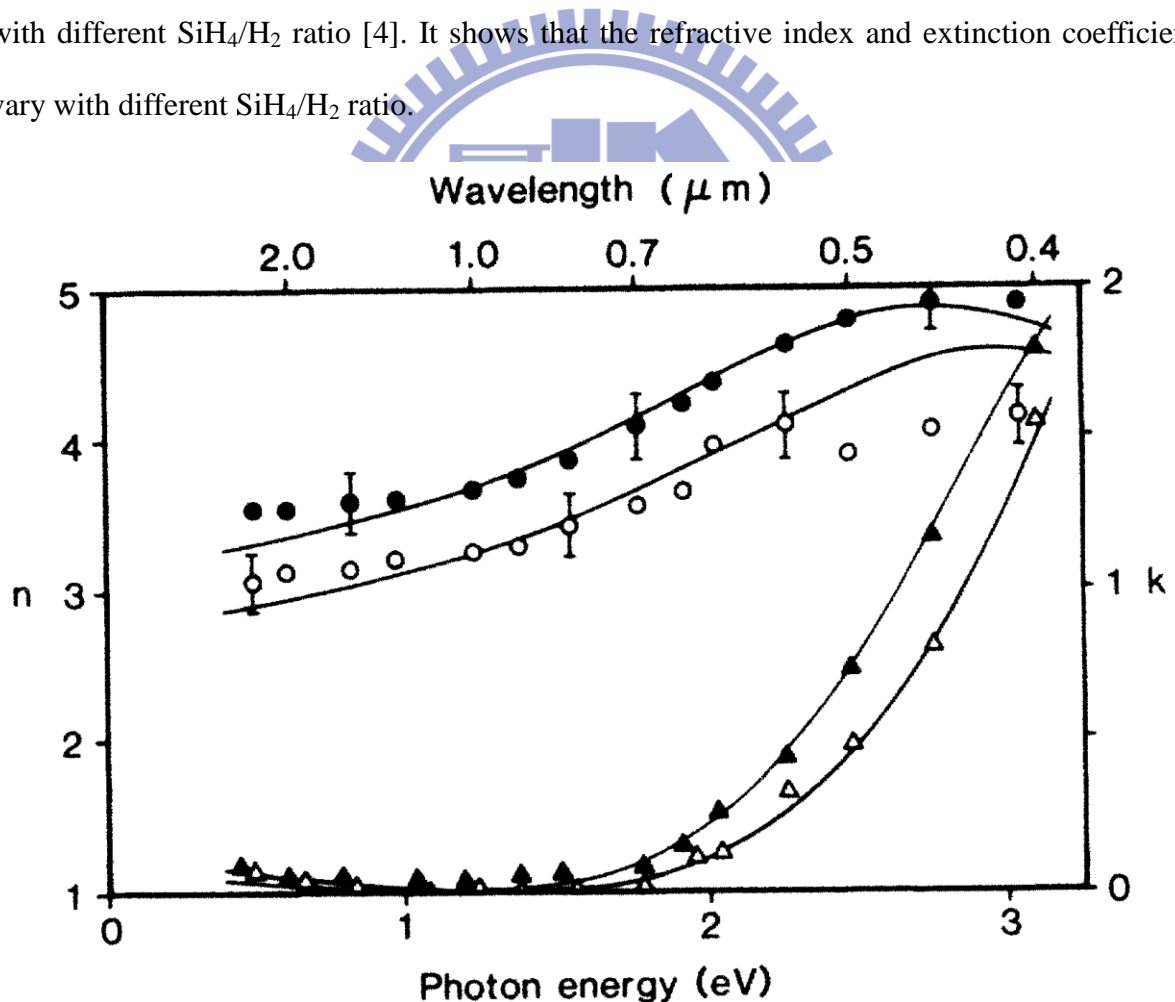 with different SiH₄/H₂ ratio [4]. It shows that the refractive index and extinction
vary with different SiH₄/H₂ ratio.
Wavelength (μm)
2.0 1.0 0.7 0.5 0.4
5 2
4
n 3 1 k
2
1 0
0 1 2 3
Photon energy (eV)